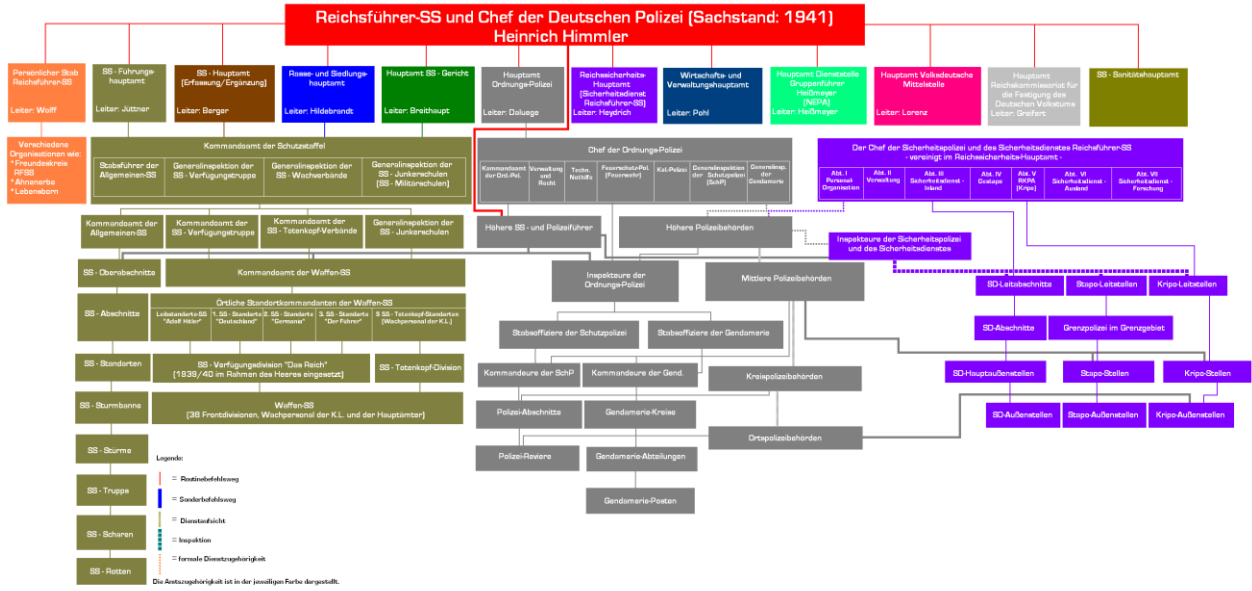 Reichsführer-SS und Chef der Deutschen Polizei (Sachstand: 1941)
Heinrich Himmler
Persönlicher Stab
Reichsführer-SS
Leiter: Wolff
SS - Führungs-
hauptamt
Leiter: Jüttner
SS - Hauptamt
(Erfassung/Ergänzung)
Leiter: Berger
Rasse- und Siedlungs-
hauptamt
Leiter: Hildebrandt
Hauptamt SS - Gericht
Leiter: Breithaupt
Hauptamt
Ordnungs-Polizei
Leiter: Daluege
Reichssicherheits-
Hauptamt
(Sicherheitsdienst
Reichsführer-SS)
Leiter: Heydrich
Wirtschafts- und
Verwaltungshauptamt
Leiter: Pohl
Hauptamt Dienststelle
Gruppenführer
Heißmeyer
(NEPA)
Leiter: Heißmeyer
Hauptamt Volksdeutsche
Mittelstelle
Leiter: Lorenz
Hauptamt
Reichskommissariat für
die Festigung des
Deutschen Volkstums
Leiter: Greifert
SS - Sanitätshauptamt
Verschiedene
Organisationen wie:
* Freundeskreis
RFSS
* Ahnenerbe
* Lebensborn
Kommandoamt der Schutzstaffel
Stabsführer der
Allgemeinen-SS
Generalinspektion der
SS - Verfügungstruppe
Generalinspektion der
SS - Wachverbände
Generalinspektion der
SS - Junkerschulen
(SS - Militärschulen)
Chef der Ordnungs-Polizei
Kommandoamt
der Ord.-Pol.
Verwaltung
und
Recht
Techn.
Nothilfe
Feuerschutz-Pol.
(Feuerwehr)
Kol.-Polizei
Generalinspektion
der Schutzpolizei
(SchP)
Generalinsp.
der
Gendamerie
Der Chef der Sicherheitspolizei und des Sicherheitsdienstes Reichsführer-SS
- vereinigt im Reichssicherheits-Hauptamt -
Abt. I
Personal
Organisation
Abt. II
Verwaltung
Abt. III
Sicherheitsdienst -
Inland
Abt. IV
Gestapo
Abt. V
RKPA
(Kripo)
Abt. VI
Sicherheitsdienst -
Ausland
Abt. VII
Sicherheitsdienst -
Forschung
Kommandoamt der
Allgemeinen-SS
Kommandoamt der
SS - Verfügungstruppe
Kommandoamt der
SS - Totenkopf-Verbände
Generalinspektion der
SS - Junkerschulen
Höhere SS - und Polizeiführer
Höhere Polizeibehörden
Inspekteure der Sicherheitspolizei
und des Sicherheitsdienstes
SS - Oberabschnitte
Kommandoamt der Waffen-SS
Inspekteure der
Ordnungs-Polizei
Mittlere Polizeibehörden
SD-Leitabschnitte
Stapo-Leitstellen
Kripo-Leitstellen
SS - Abschnitte
Örtliche Standortkommandanten der Waffen-SS
Leibstandarte-SS
"Adolf Hitler"
1. SS - Standarte
"Deutschland"
2. SS - Standarte
"Germania"
3. SS - Standarte
"Der Führer"
5 SS - Totenkopf-Standarten
(Wachpersonal der K.L.)
Stabsoffiziere der Schutzpolizei
Stabsoffiziere der Gendamerie
SD-Abschnitte
Grenzpolizei im Grenzgebiet
SS - Standarten
SS - Verfügungsdivision "Das Reich"
(1939/40 im Rahmen des Heeres eingesetzt)
SS - Totenkopf-Division
Kommandeure der SchP
Kommandeure der Gend.
Kreispolizeibehörden
SD-Hauptaußenstellen
Stapo-Stellen
Kripo-Stellen
SS - Sturmbanne
Waffen-SS
(38 Frontdivisionen, Wachpersonal der K.L. und der Hauptämter)
Polizei-Abschnitte
Gendamerie-Kreise
SD-Außenstellen
Stapo-Außenstellen
Kripo-Außenstellen
SS - Stürme
Ortspolizeibehörden
Polizei-Reviere
Gendamerie-Abteilungen
SS - Trupps
Gendamerie-Posten
SS - Scharen
SS - Rotten
Legende:
= Routinebefehlsweg
= Sonderbefehlsweg
= Dienstaufsicht
= Inspektion
= formale Dienstzugehörigkeit
Die Amtszugehörigkeit ist in der jeweiligen Farbe dargestellt.